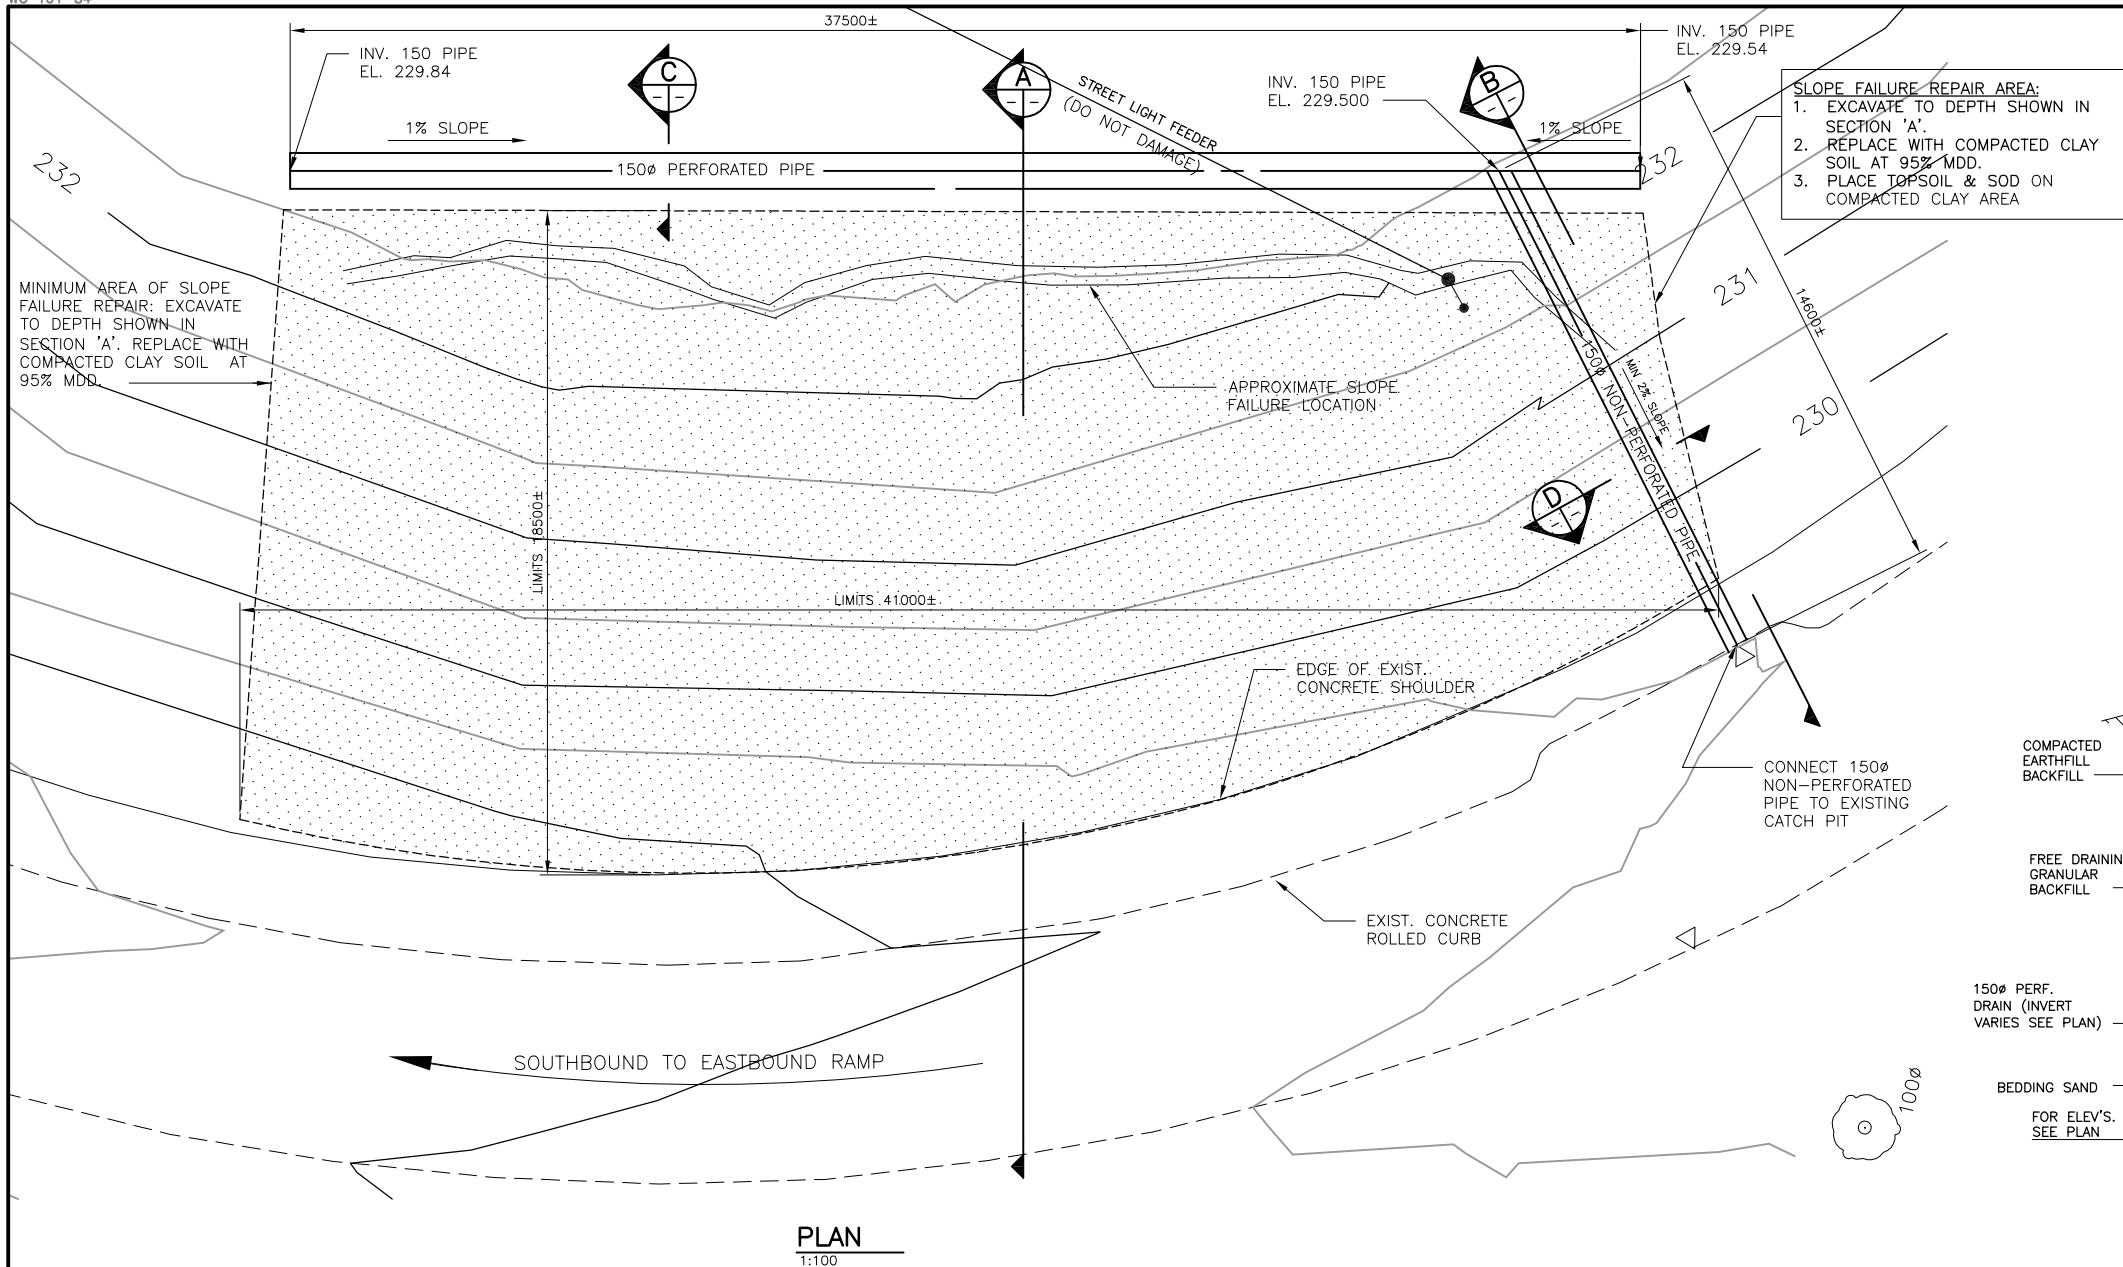 37500±
INV. 150 PIPE
EL. 229.84
C
A
B
INV. 150 PIPE
EL. 229.54
INV. 150 PIPE
EL. 229.500
STREET LIGHT FEEDER
(DO NOT DAMAGE)
SLOPE FAILURE REPAIR AREA:
1. EXCAVATE TO DEPTH SHOWN IN
SECTION 'A'.
2. REPLACE WITH COMPACTED CLAY
SOIL AT 95% MDD.
3. PLACE TOPSOIL & SOD ON
COMPACTED CLAY AREA
1% SLOPE
1% SLOPE
150ø PERFORATED PIPE
232
232
231
230
14600±
MINIMUM AREA OF SLOPE
FAILURE REPAIR: EXCAVATE
TO DEPTH SHOWN IN
SECTION 'A'. REPLACE WITH
COMPACTED CLAY SOIL AT
95% MDD.
APPROXIMATE SLOPE
FAILURE LOCATION
150ø NON-PERFORATED PIPE
MIN 2% SLOPE
D
LIMITS 18500±
LIMITS 41000±
EDGE OF EXIST.
CONCRETE SHOULDER
CONNECT 150ø
NON-PERFORATED
PIPE TO EXISTING
CATCH PIT
COMPACTED
EARTHFILL
BACKFILL
FREE DRAININ
GRANULAR
BACKFILL
EXIST. CONCRETE
ROLLED CURB
150ø PERF.
DRAIN (INVERT
VARIES SEE PLAN)
SOUTHBOUND TO EASTBOUND RAMP
BEDDING SAND
100ø
FOR ELEV'S.
SEE PLAN
PLAN
1:100